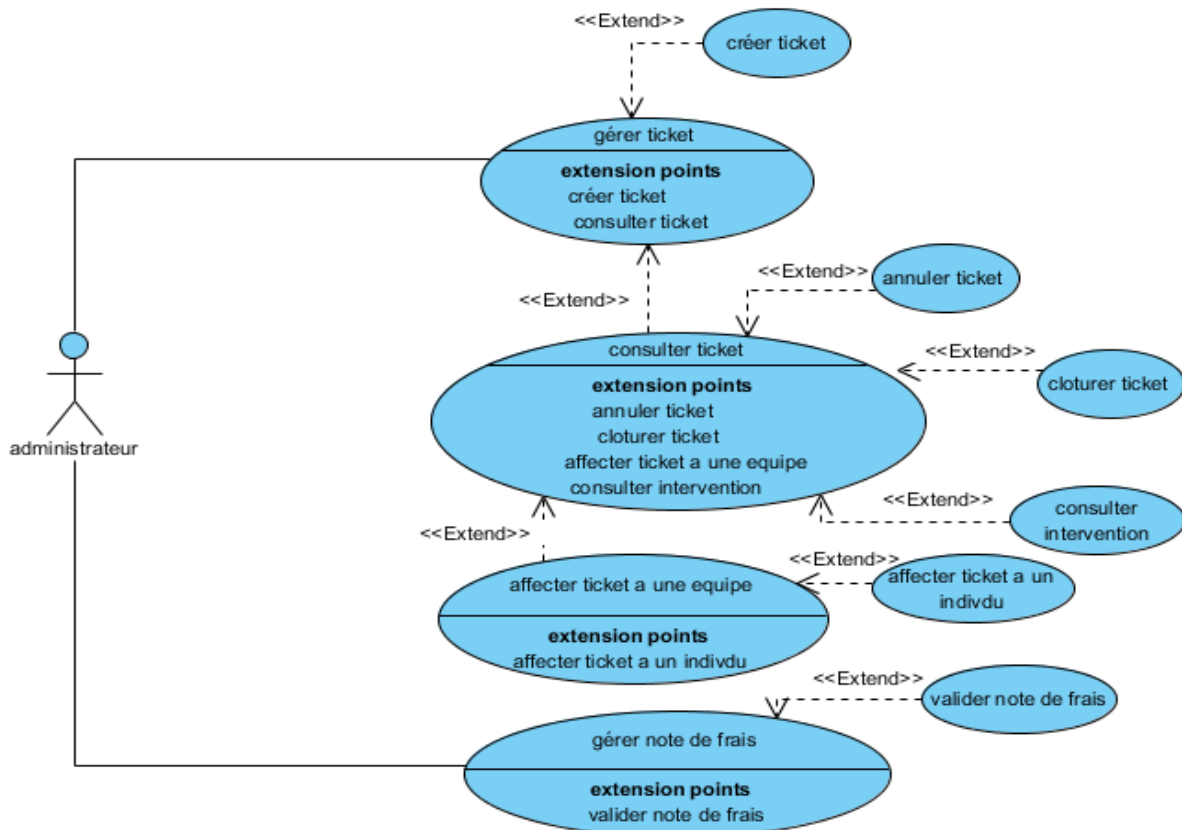 <<Extend>>
créer ticket
gérer ticket
extension points
créer ticket
consulter ticket
<<Extend>>
annuler ticket
<<Extend>>
consulter ticket
<<Extend>>
cloturer ticket
extension points
annuler ticket
cloturer ticket
affecter ticket a une equipe
consulter intervention
administrateur
<<Extend>>
consulter
intervention
<<Extend>>
affecter ticket a une equipe
<<Extend>>
affecter ticket a un
indivdu
extension points
affecter ticket a un indivdu
<<Extend>>
valider note de frais
gérer note de frais
extension points
valider note de frais